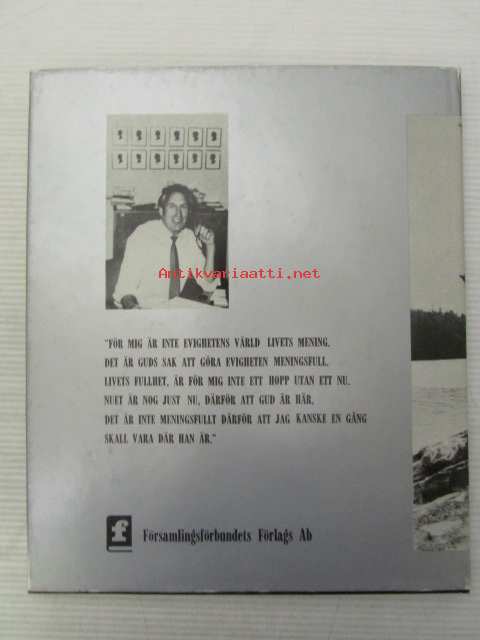 Antikvariaatti.net
"FÖR MIG ÄR INTE EVIGHETENS VÄRLD LIVETS MENING.
DET ÄR GUDS SAK ATT GÖRA EVIGHETEN MENINGSFULL.
LIVETS FULLHET, ÄR FÖR MIG INTE ETT HOPP UTAN ETT NU.
NUET ÄR NOG JUST NU, DÄRFÖR ATT GUD ÄR HÄR.
DET ÄR INTE MENINGSFULLT DÄRFÖR ATT JAG KANSKE EN GÅNG
SKALL VARA DÄR HAN ÄR."
f Församlingsförbundets Förlags Ab